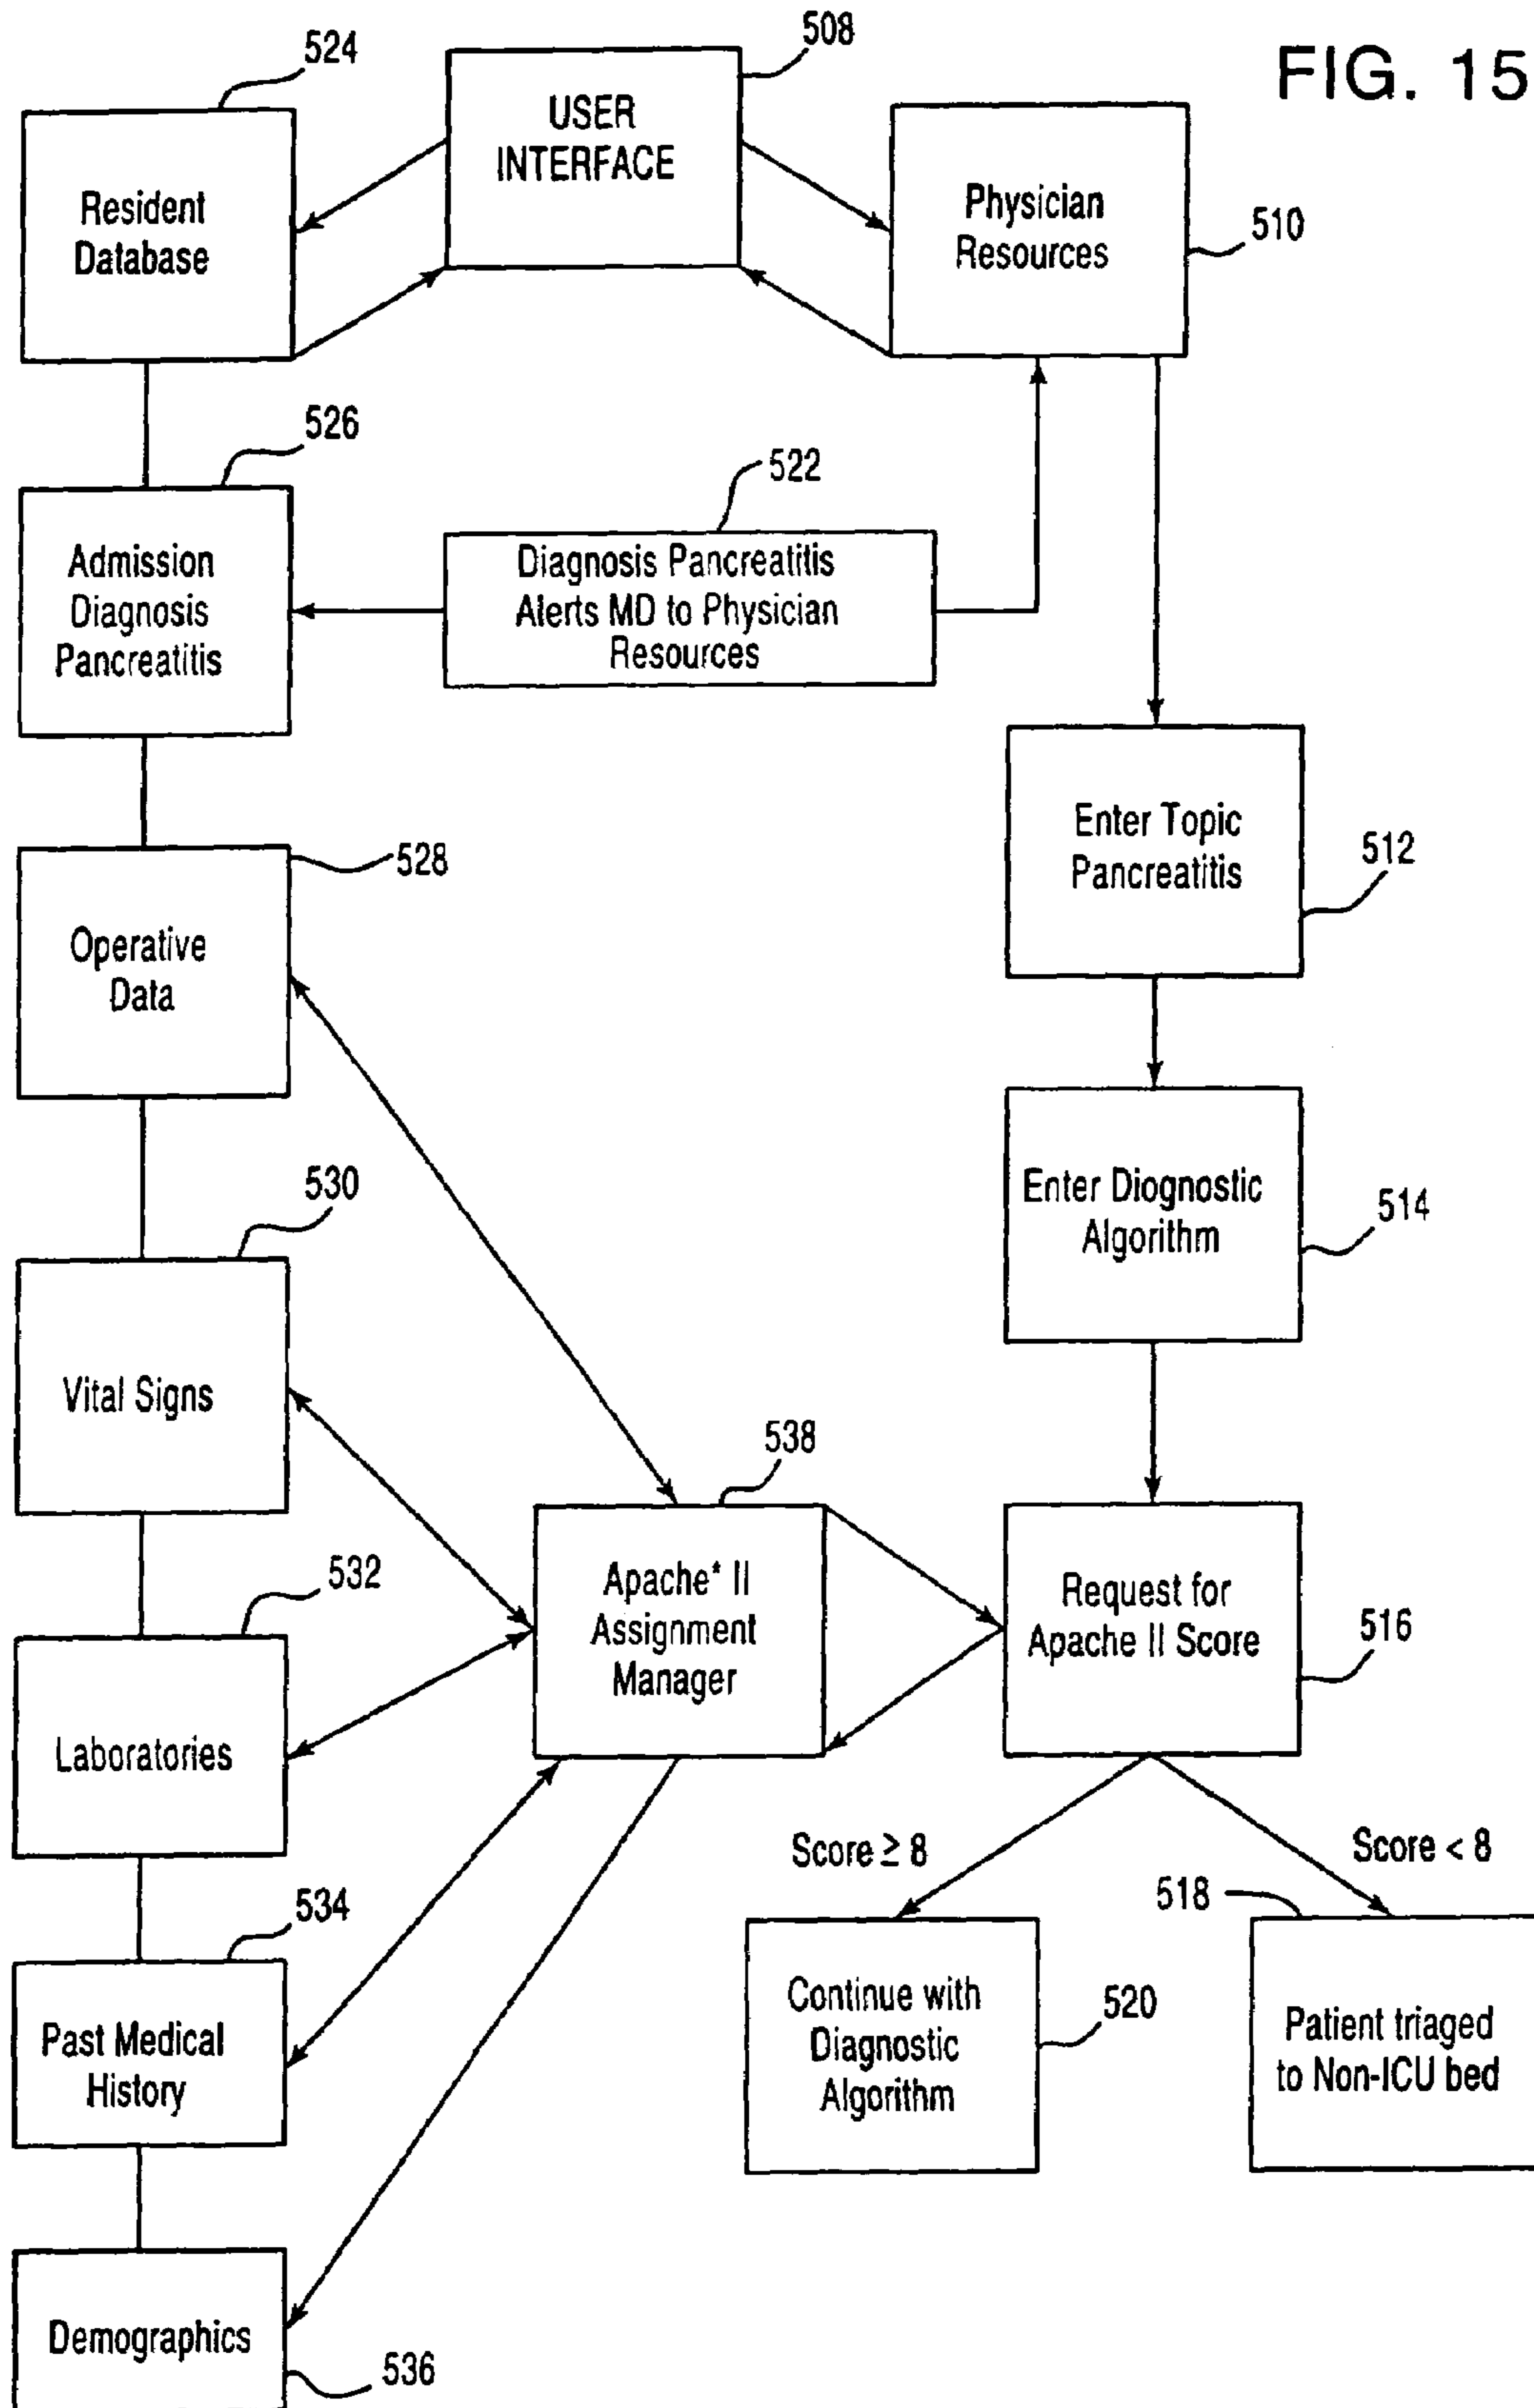 FIG. 15
524
508
USER
INTERFACE
Resident
Database
Physician
Resources
510
526
522
Admission
Diagnosis
Pancreatitis
Diagnosis Pancreatitis
Alerts MD to Physician
Resources
Enter Topic
Pancreatitis
512
528
Operative
Data
Enter Diognostic
Algorithm
514
530
Vital Signs
538
532
Apache* II
Assignment
Manager
Request for
Apache II Score
516
Laboratories
Score ≥ 8
Score < 8
534
518
Past Medical
History
Continue with
Diagnostic
Algorithm
520
Patient triaged
to Non-ICU bed
Demographics
536